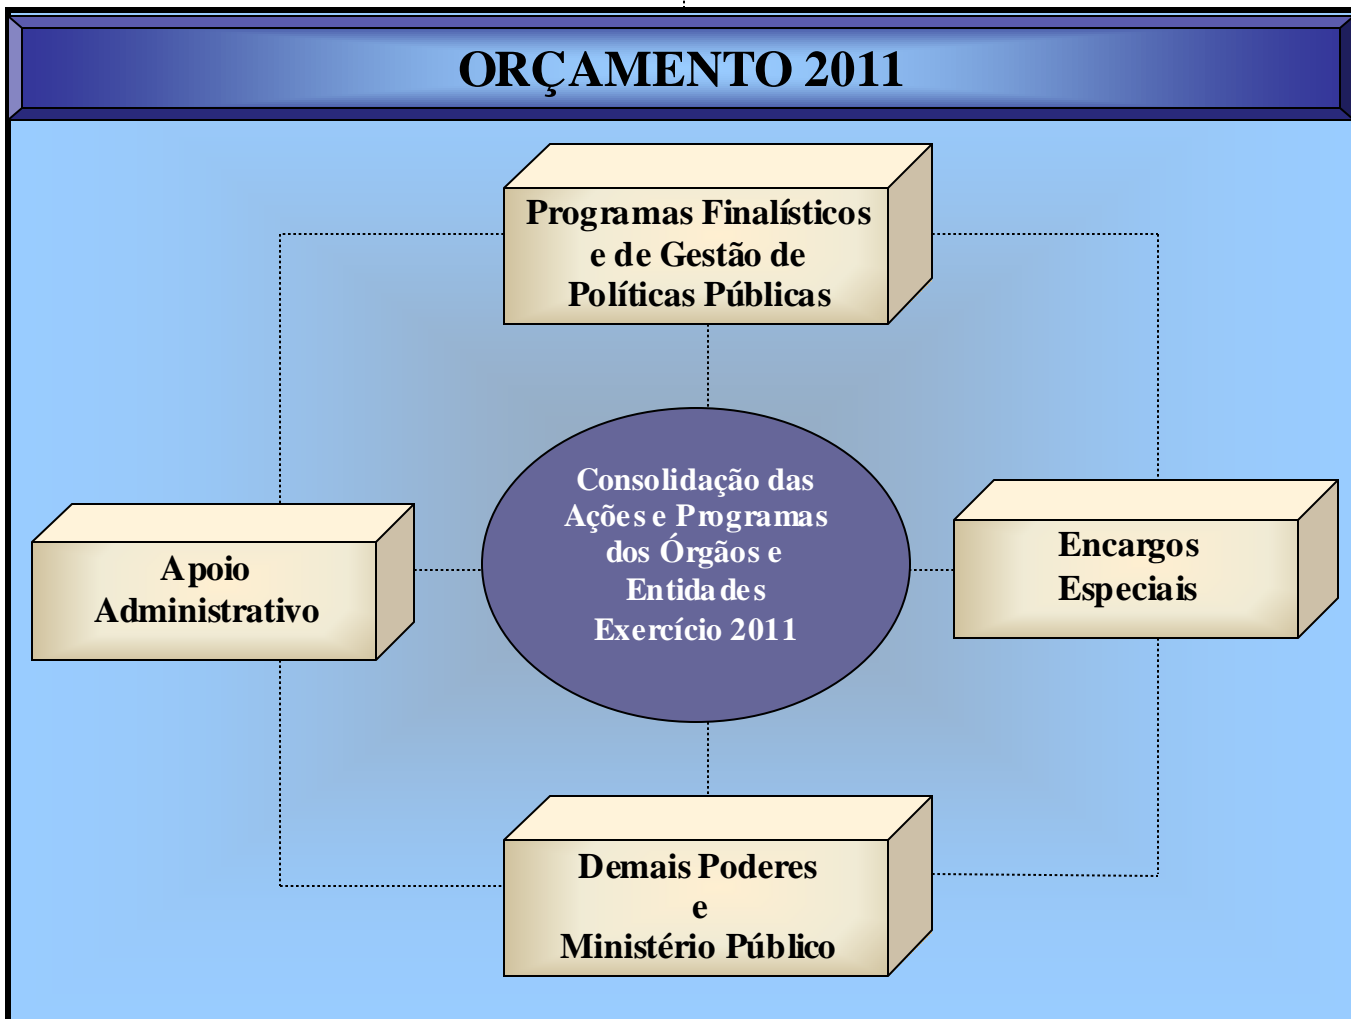 ORÇAMENTO 2011
Programas Finalísticos
e de Gestão de
Políticas Públicas
Consolidação das
Ações e Programas
dos Órgãos e
Entidades
Exercício 2011
Apoio
Administrativo
Encargos
Especiais
Demais Poderes
e
Ministério Público